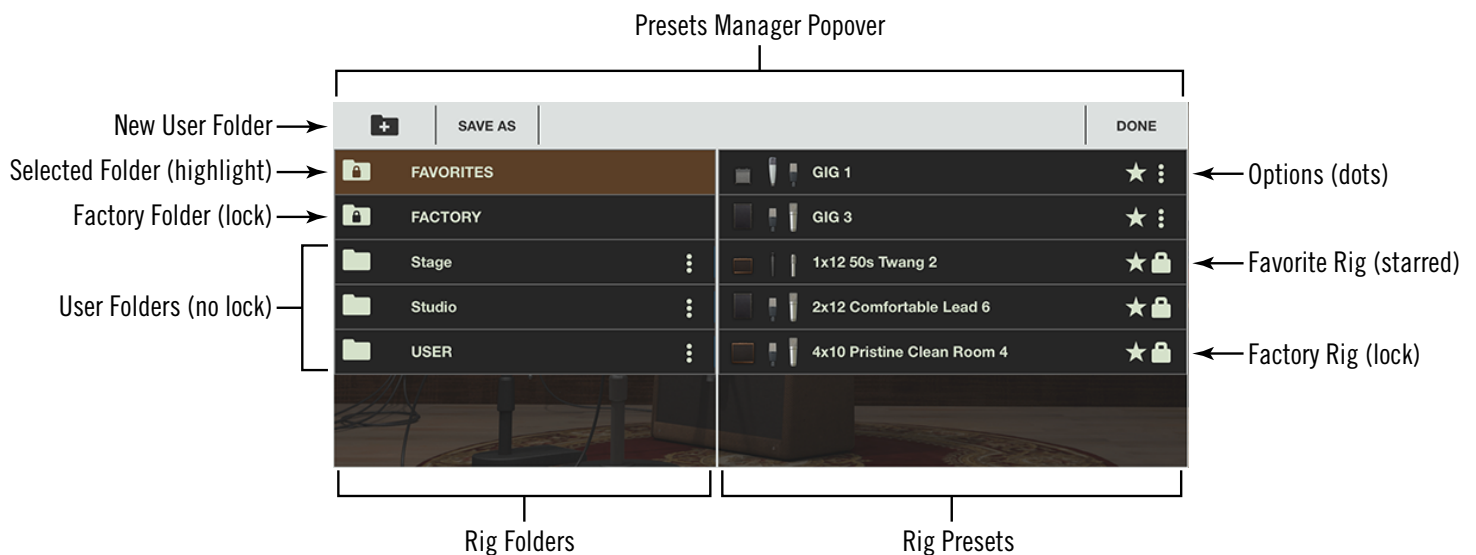 Presets Manager Popover
New User Folder
SAVE AS
DONE
Selected Folder (highlight)
FAVORITES
GIG 1
Options (dots)
Factory Folder (lock)
FACTORY
GIG 3
Stage
1x12 50s Twang 2
Favorite Rig (starred)
User Folders (no lock)
Studio
2x12 Comfortable Lead 6
USER
4x10 Pristine Clean Room 4
Factory Rig (lock)
Rig Folders
Rig Presets